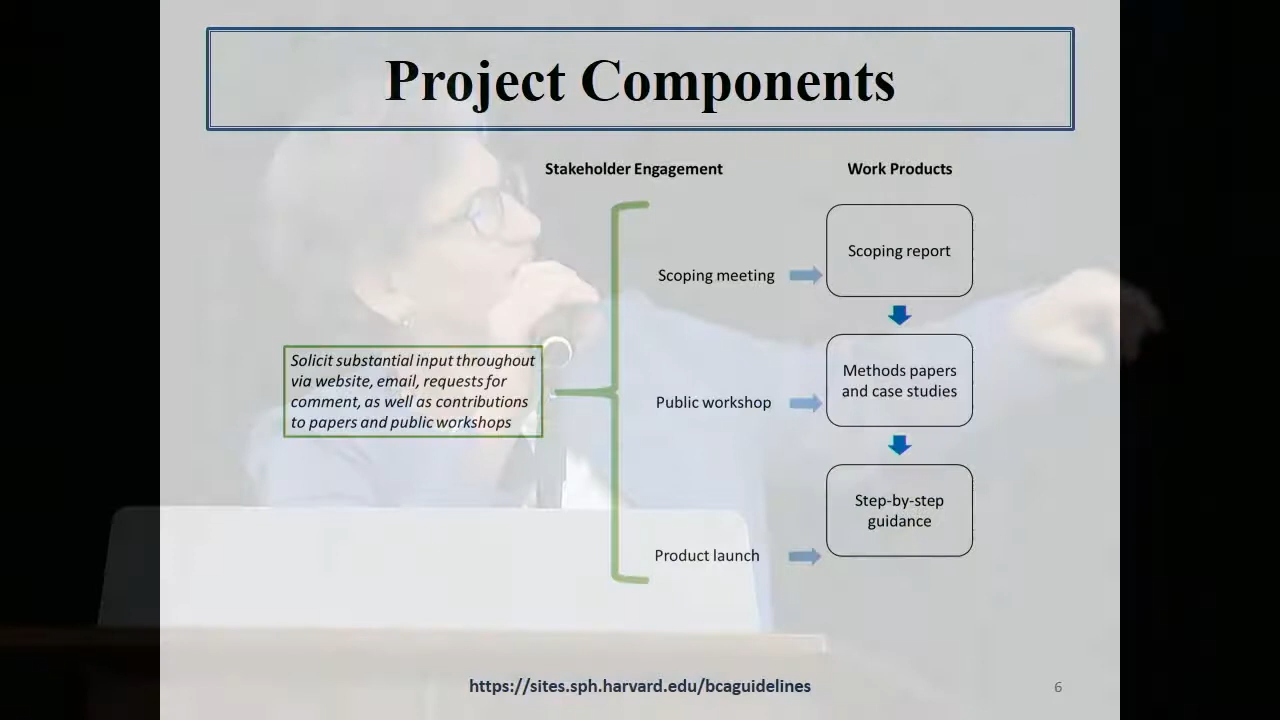 Project Components
Stakeholder Engagement
Work Products
Scoping report
Scoping meeting
Solicit substantial input throughout
via website, email, requests for
comment, as well as contributions
to papers and public workshops
Methods papers
and case studies
Public workshop
Step-by-step
guidance
Product launch
https://sites.sph.harvard.edu/bcaguidelines
6